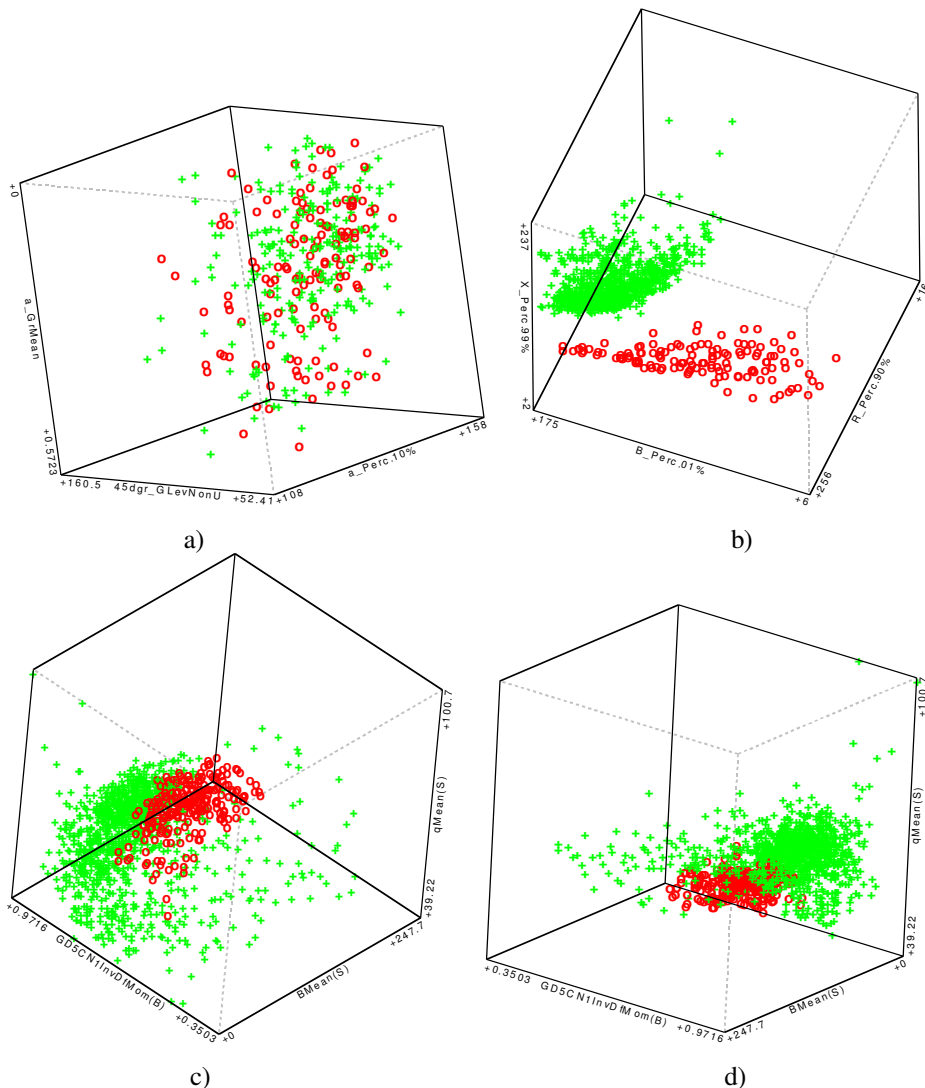 +0
a_GrMean
+0.5723
+160.5 45dgr_GLevNonU +52.41
+108
a_Perc.10%
+158
a)
+237
X_Perc.99%
+2
+175
B_Perc.01%
+6
+256
R_Perc.90%
+16
b)
+100.7
qMean(S)
+39.22
+0.9716 GD5CN1InvDfMom(B) +0.3503
+0
BMean(S)
+247.7
c)
+100.7
qMean(S)
+39.22
+0.3503 GD5CN1InvDfMom(B) +0.9716
+247.7
BMean(S)
+0
d)